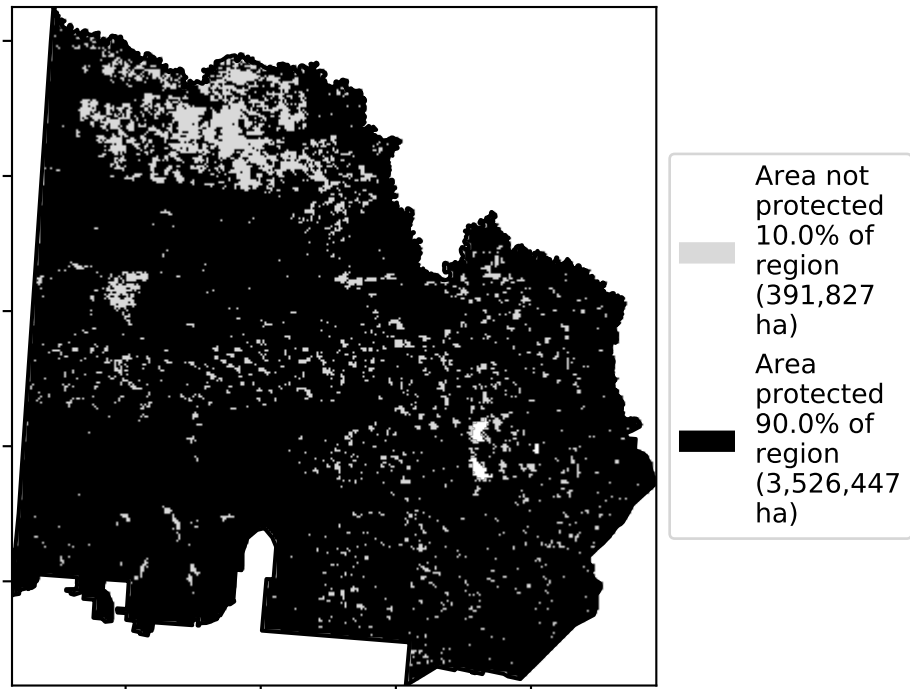 Area not
protected
10.0% of
region
(391,827
ha)
Area
protected
90.0% of
region
(3,526,447
ha)